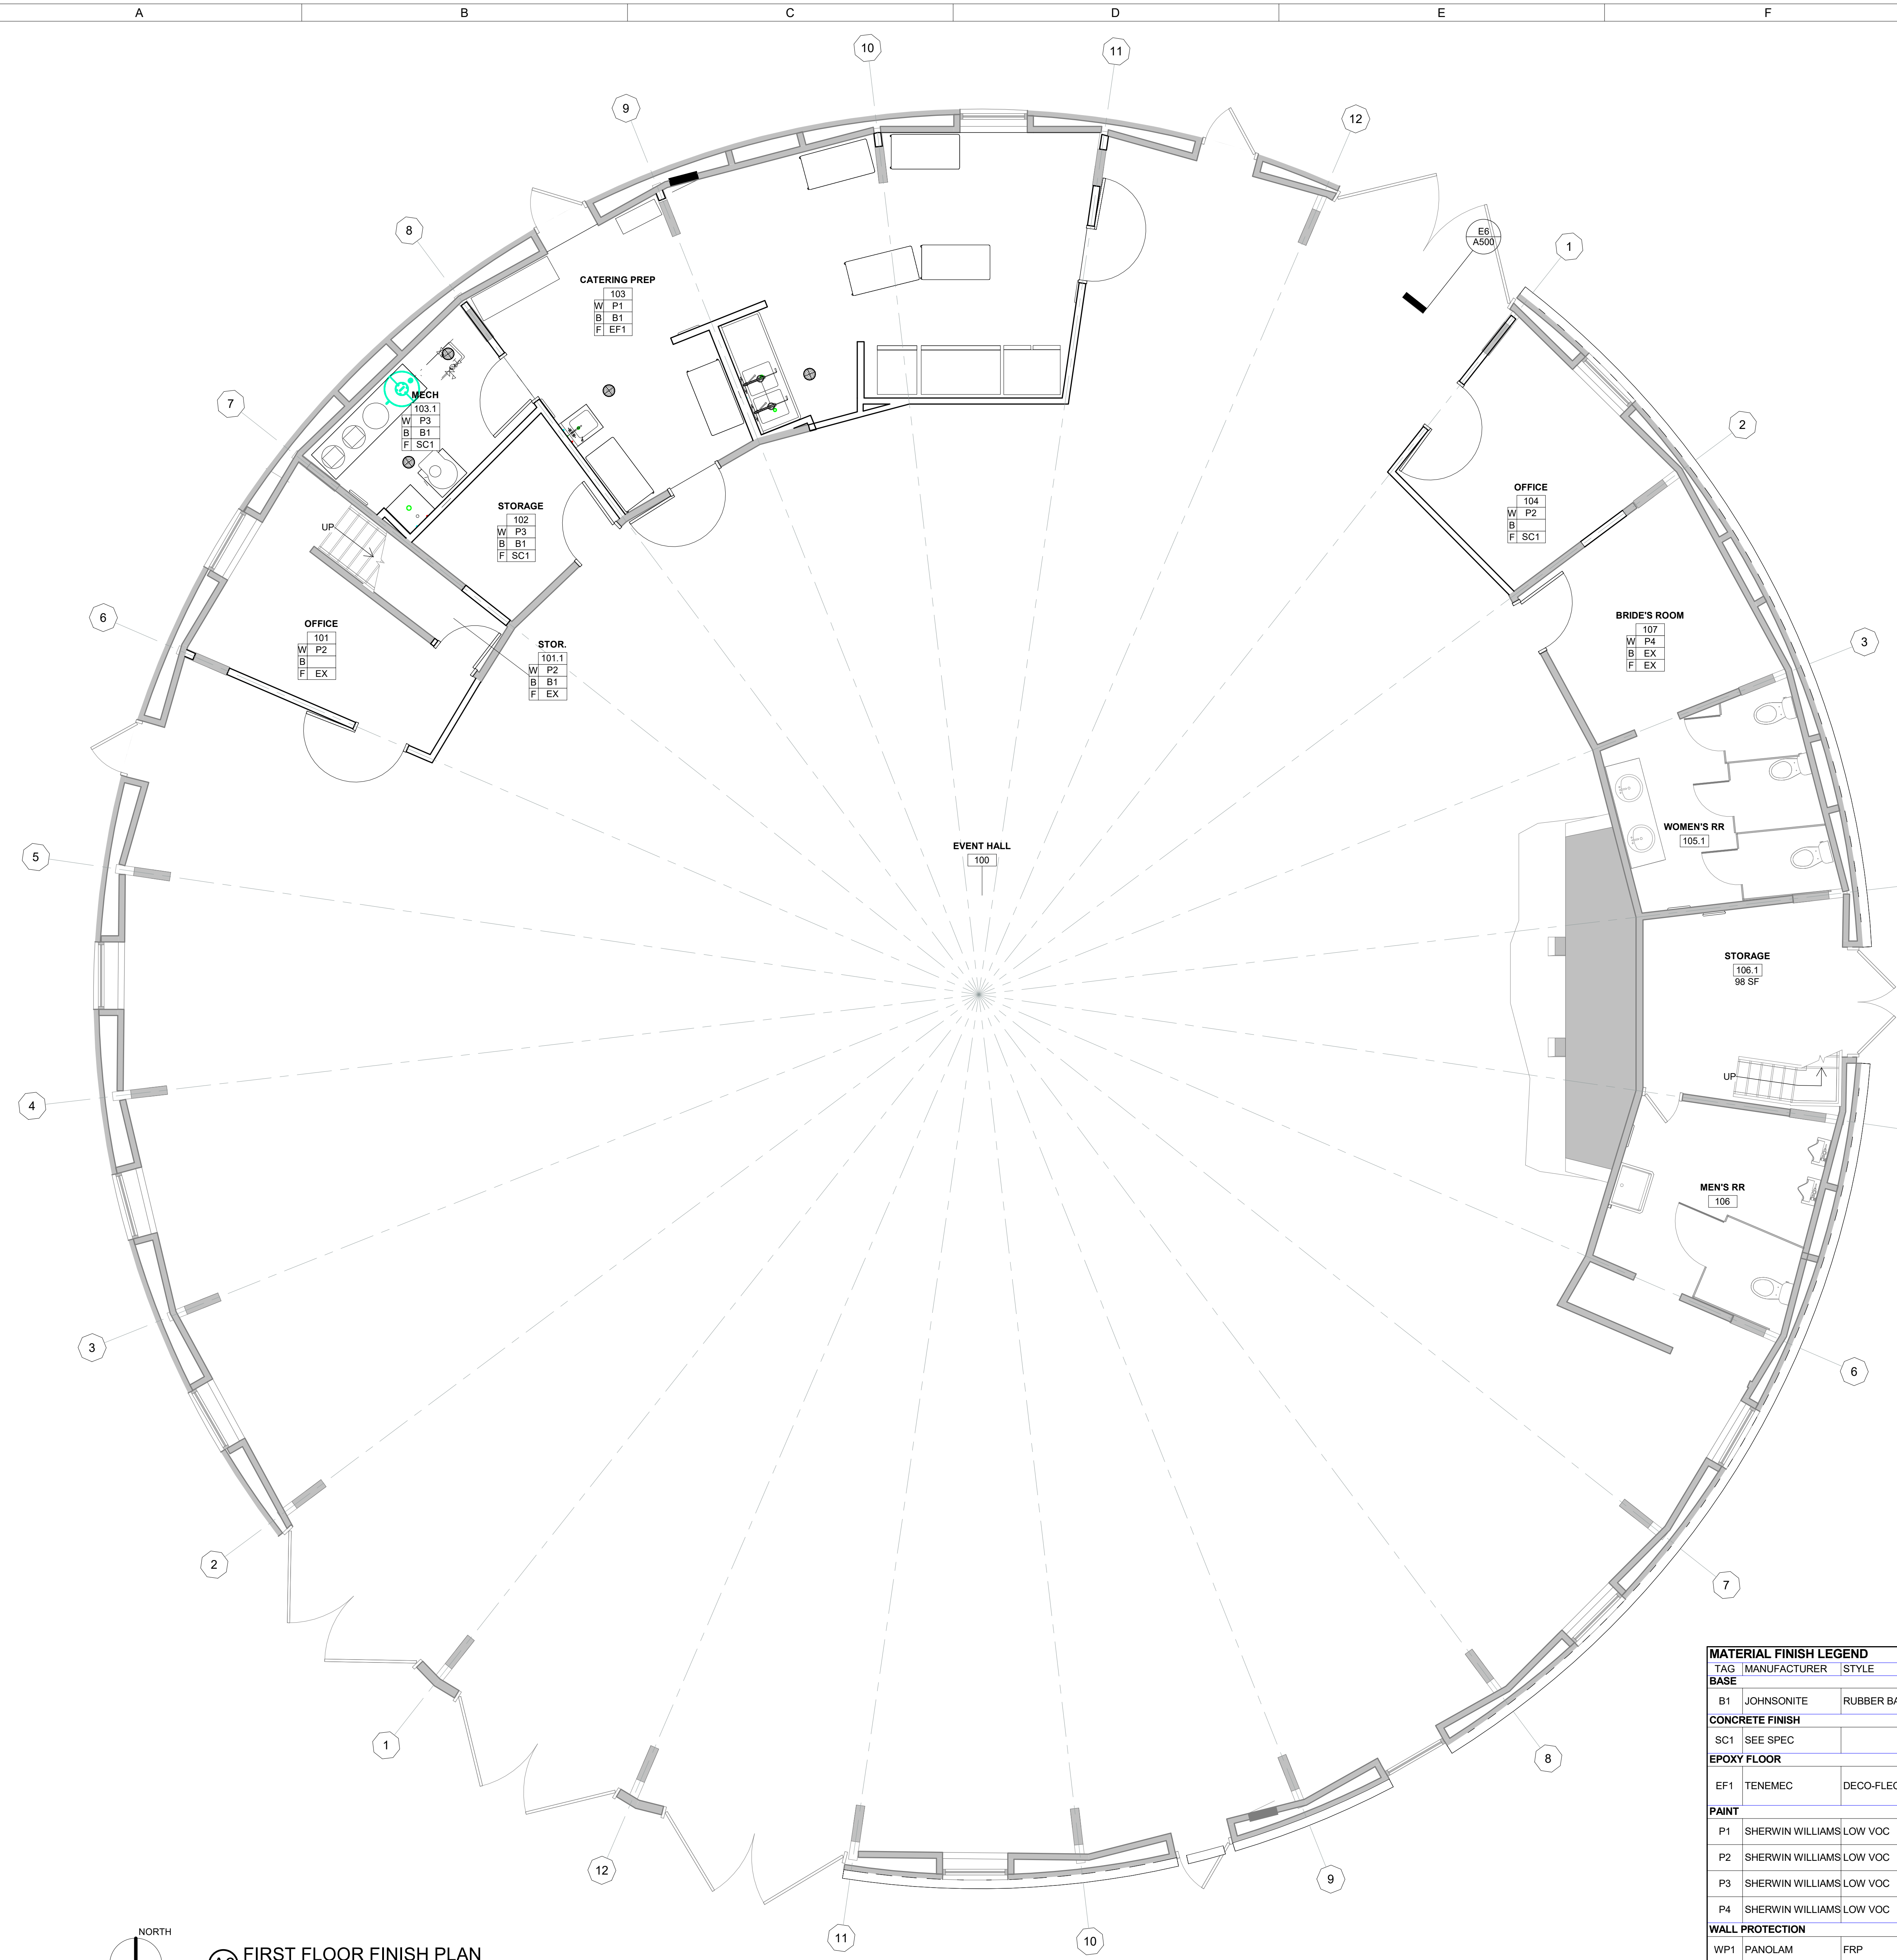 A B C D E F
10
11
9
12
E6
A500
8
1
CATERING PREP
103
W P1
B B1
F EF1
7
MECH
103.1
W P3
B B1
F SC1
2
STORAGE
102
W P3
B B1
F SC1
OFFICE
104
W P2
B
F SC1
UP
6
OFFICE
101
W P2
B
F EX
STOR.
101.1
W P2
B B1
F EX
BRIDE'S ROOM
107
W P4
B EX
F EX
3
WOMEN'S RR
105.1
EVENT HALL
100
5
STORAGE
106.1
98 SF
UP
4
MEN'S RR
106
3
6
2
7
1
8
12
9
11
10
MATERIAL FINISH LEGEND
TAG MANUFACTURER STYLE
BASE
B1 JOHNSONITE RUBBER BA
CONCRETE FINISH
SC1 SEE SPEC
EPOXY FLOOR
EF1 TENEMEC DECO-FLEC
PAINT
P1 SHERWIN WILLIAMS LOW VOC
P2 SHERWIN WILLIAMS LOW VOC
P3 SHERWIN WILLIAMS LOW VOC
P4 SHERWIN WILLIAMS LOW VOC
WALL PROTECTION
WP1 PANOLAM FRP
NORTH
FIRST FLOOR FINISH PLAN